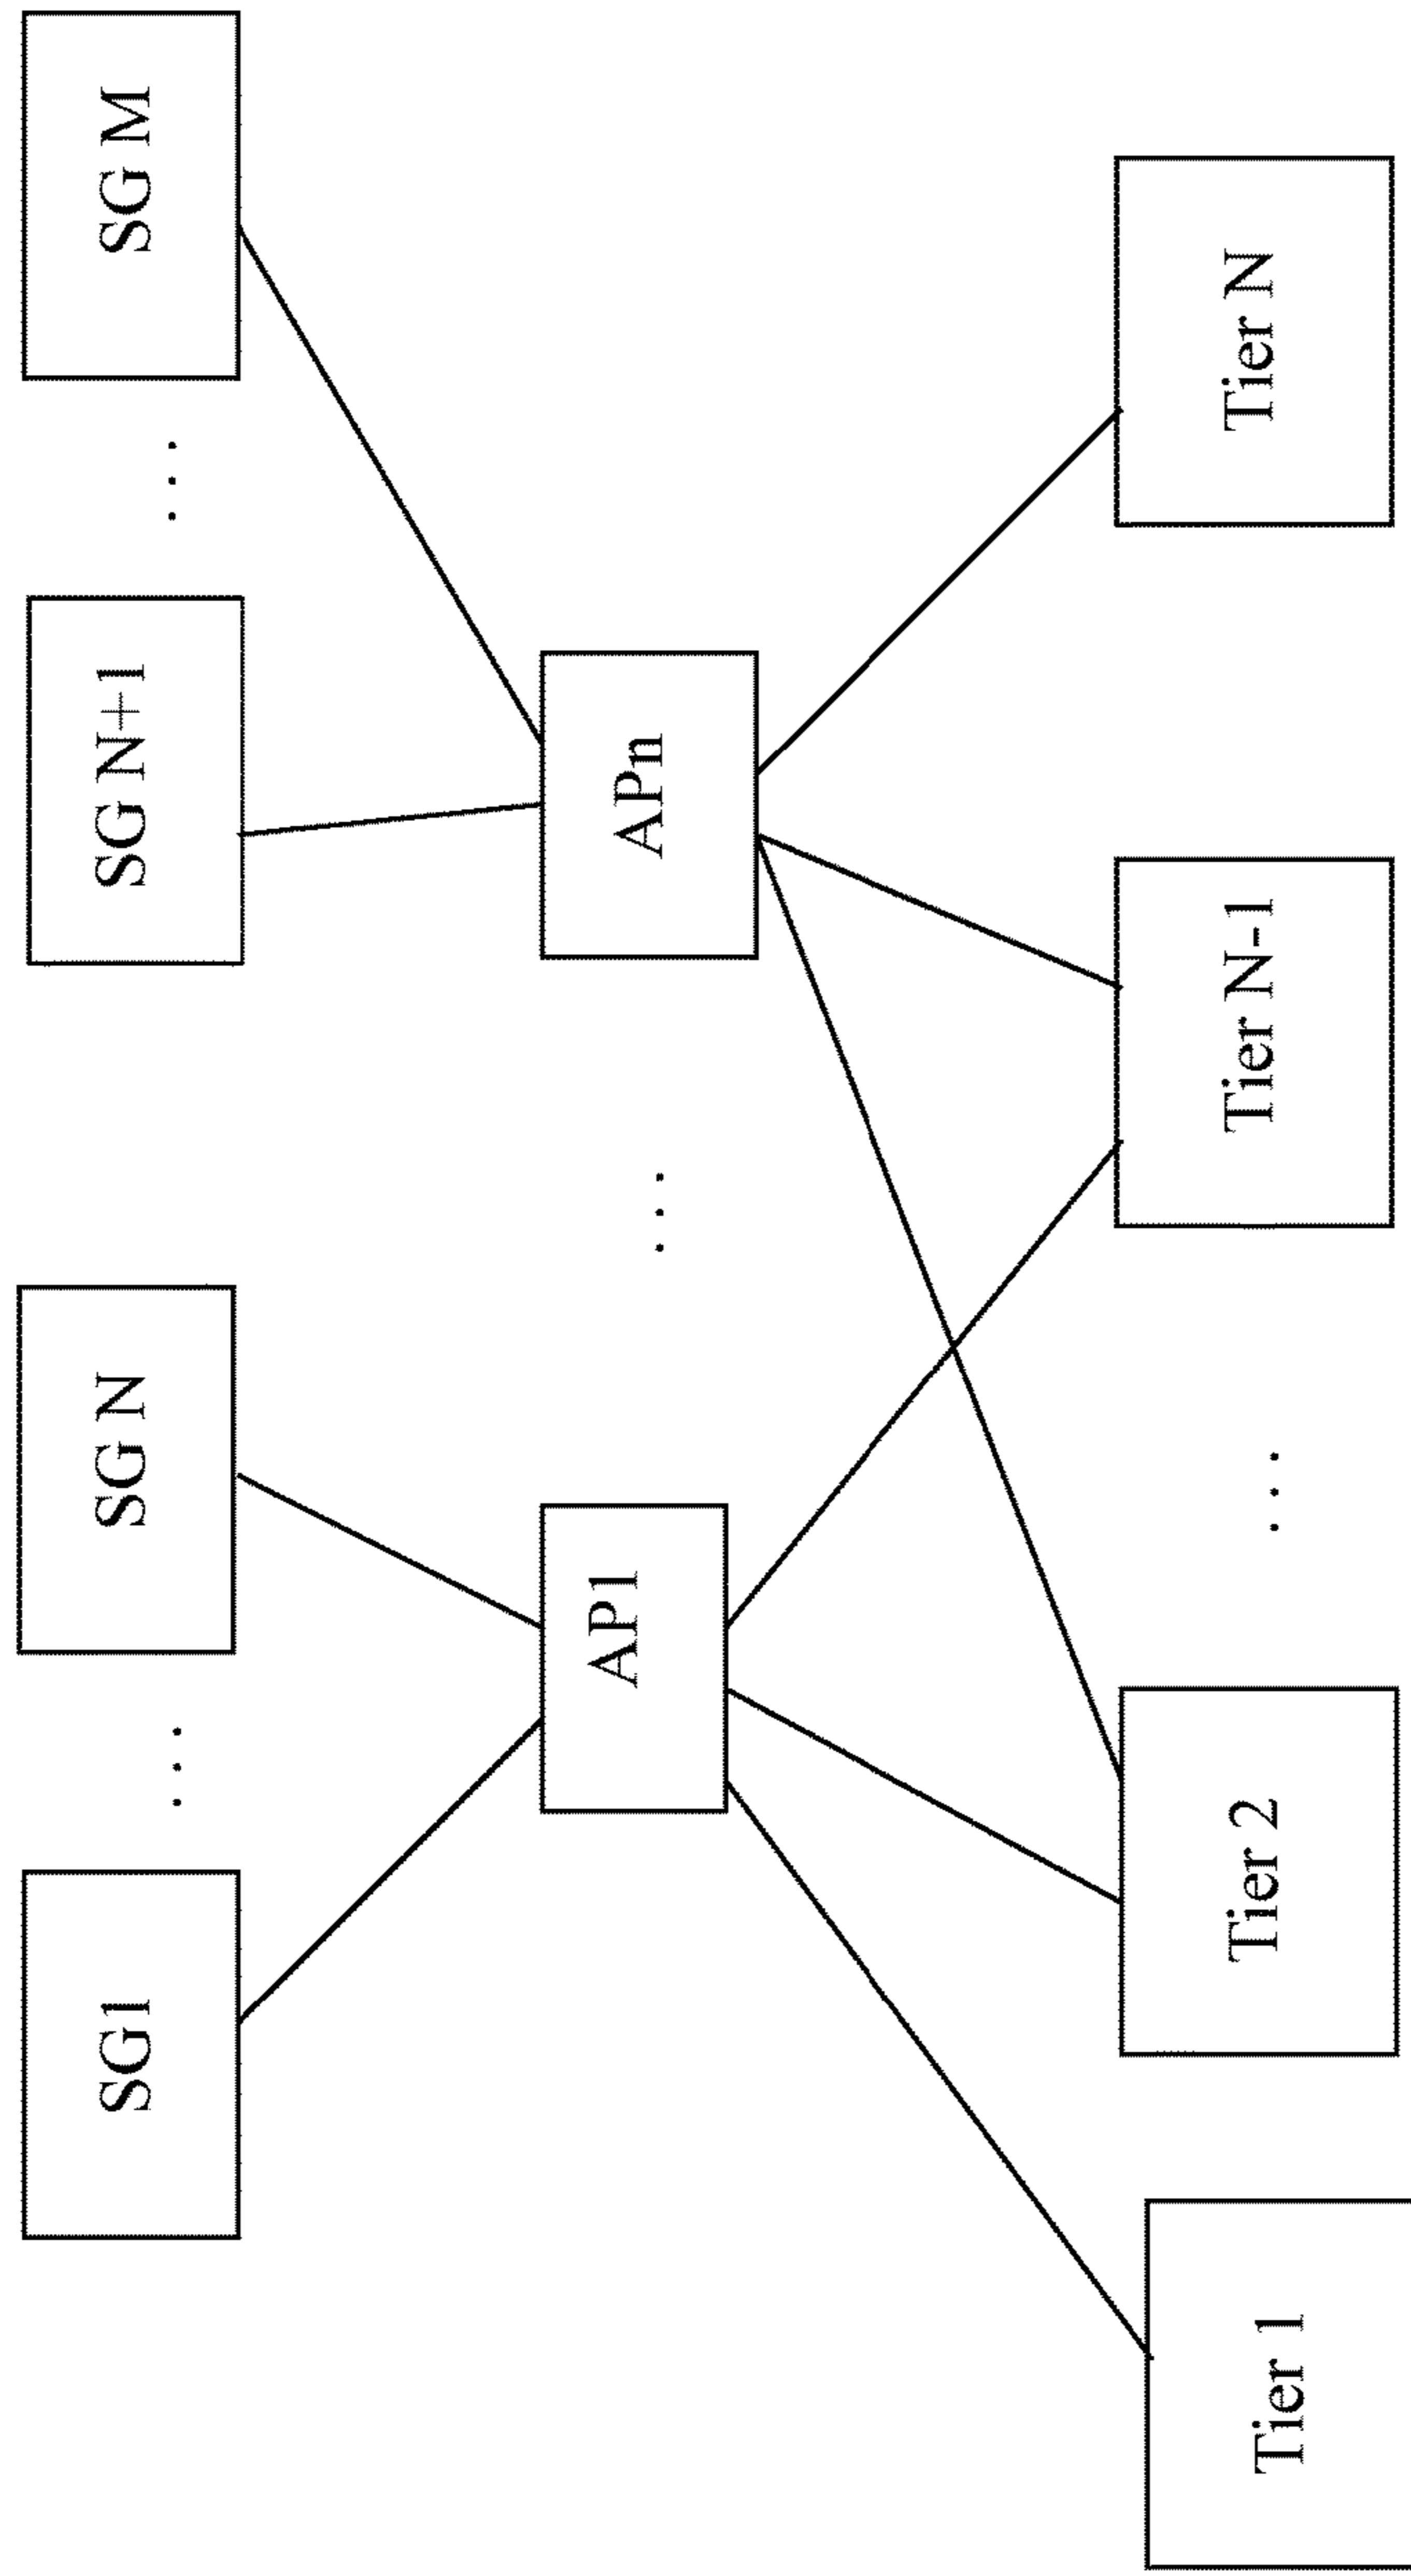 SG1
. . .
SG N
SG N+1
. . .
SG M
AP1
. . .
APn
Tier 1
Tier 2
. . .
Tier N-1
Tier N